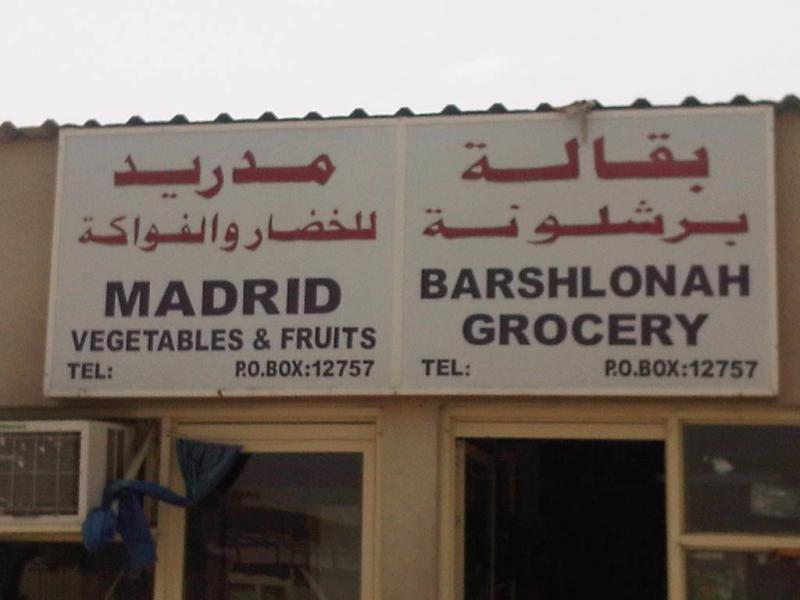 مدريد
للخضار والفواكة
MADRID
VEGETABLES & FRUITS
TEL: P.O.BOX:12757
بقالة
برشلونة
BARSHLONAH
GROCERY
TEL: P.O.BOX:12757